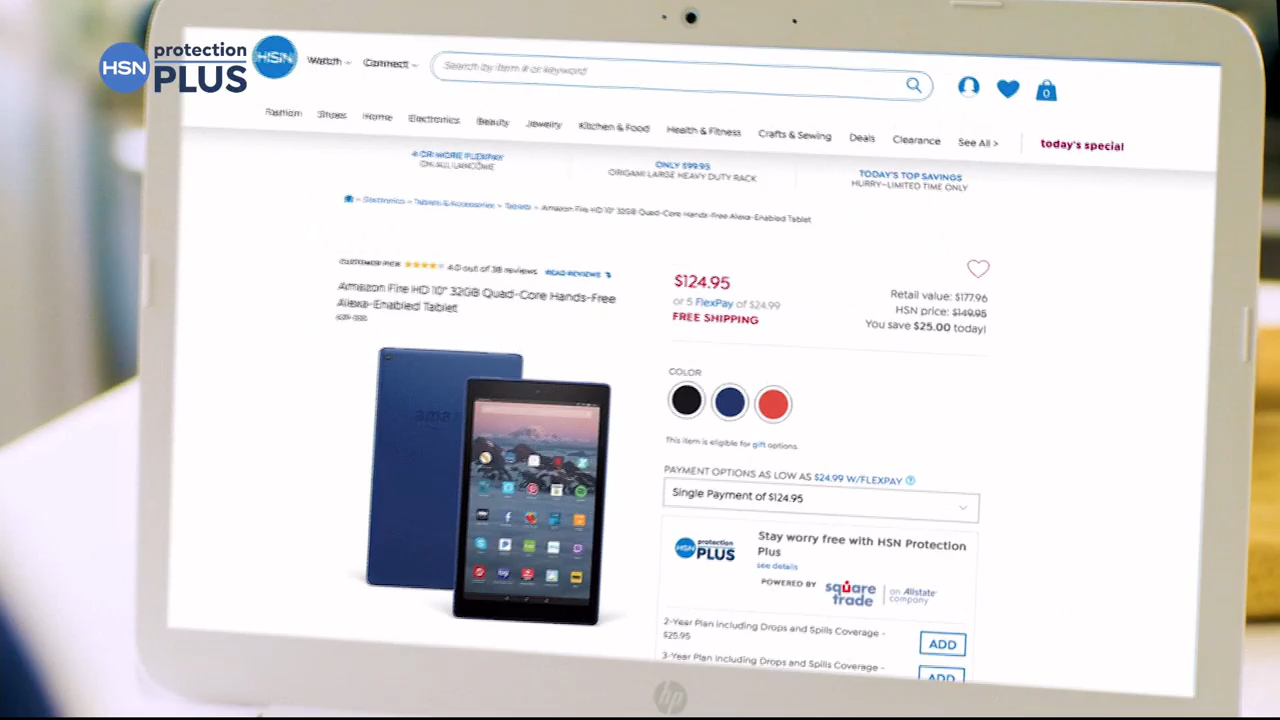 HSN protection PLUS
HSN Watch Connect Search by item # or keyword 0
Fashion Shoes Home Electronics Beauty Jewelry Kitchen & Food Health & Fitness Crafts & Sewing Deals Clearance See All > today's special
4 OR MORE FLEXPAY
ON ALL LANCOME
ONLY $99.95
ORIGAMI LARGE HEAVY DUTY RACK
TODAY'S TOP SAVINGS
HURRY–LIMITED TIME ONLY
> Electronics > Tablets & Accessories > Tablets > Amazon Fire HD 10" 32GB Quad-Core Hands-Free Alexa-Enabled Tablet
CUSTOMER PICK 4.0 out of 38 reviews READ REVIEWS
Amazon Fire HD 10" 32GB Quad-Core Hands-Free
Alexa-Enabled Tablet
$124.95
or 5 FlexPay of $24.99
FREE SHIPPING
Retail value: $177.96
HSN price: $149.95
You save $25.00 today!
COLOR
This item is eligible for gift options.
PAYMENT OPTIONS AS LOW AS $24.99 W/FLEXPAY ?
Single Payment of $124.95
HSN protection PLUS
Stay worry free with HSN Protection
Plus
see details
POWERED BY square trade an Allstate company
2-Year Plan Including Drops and Spills Coverage -
$25.95
ADD
3-Year Plan Including Drops and Spills Coverage -
ADD
hp